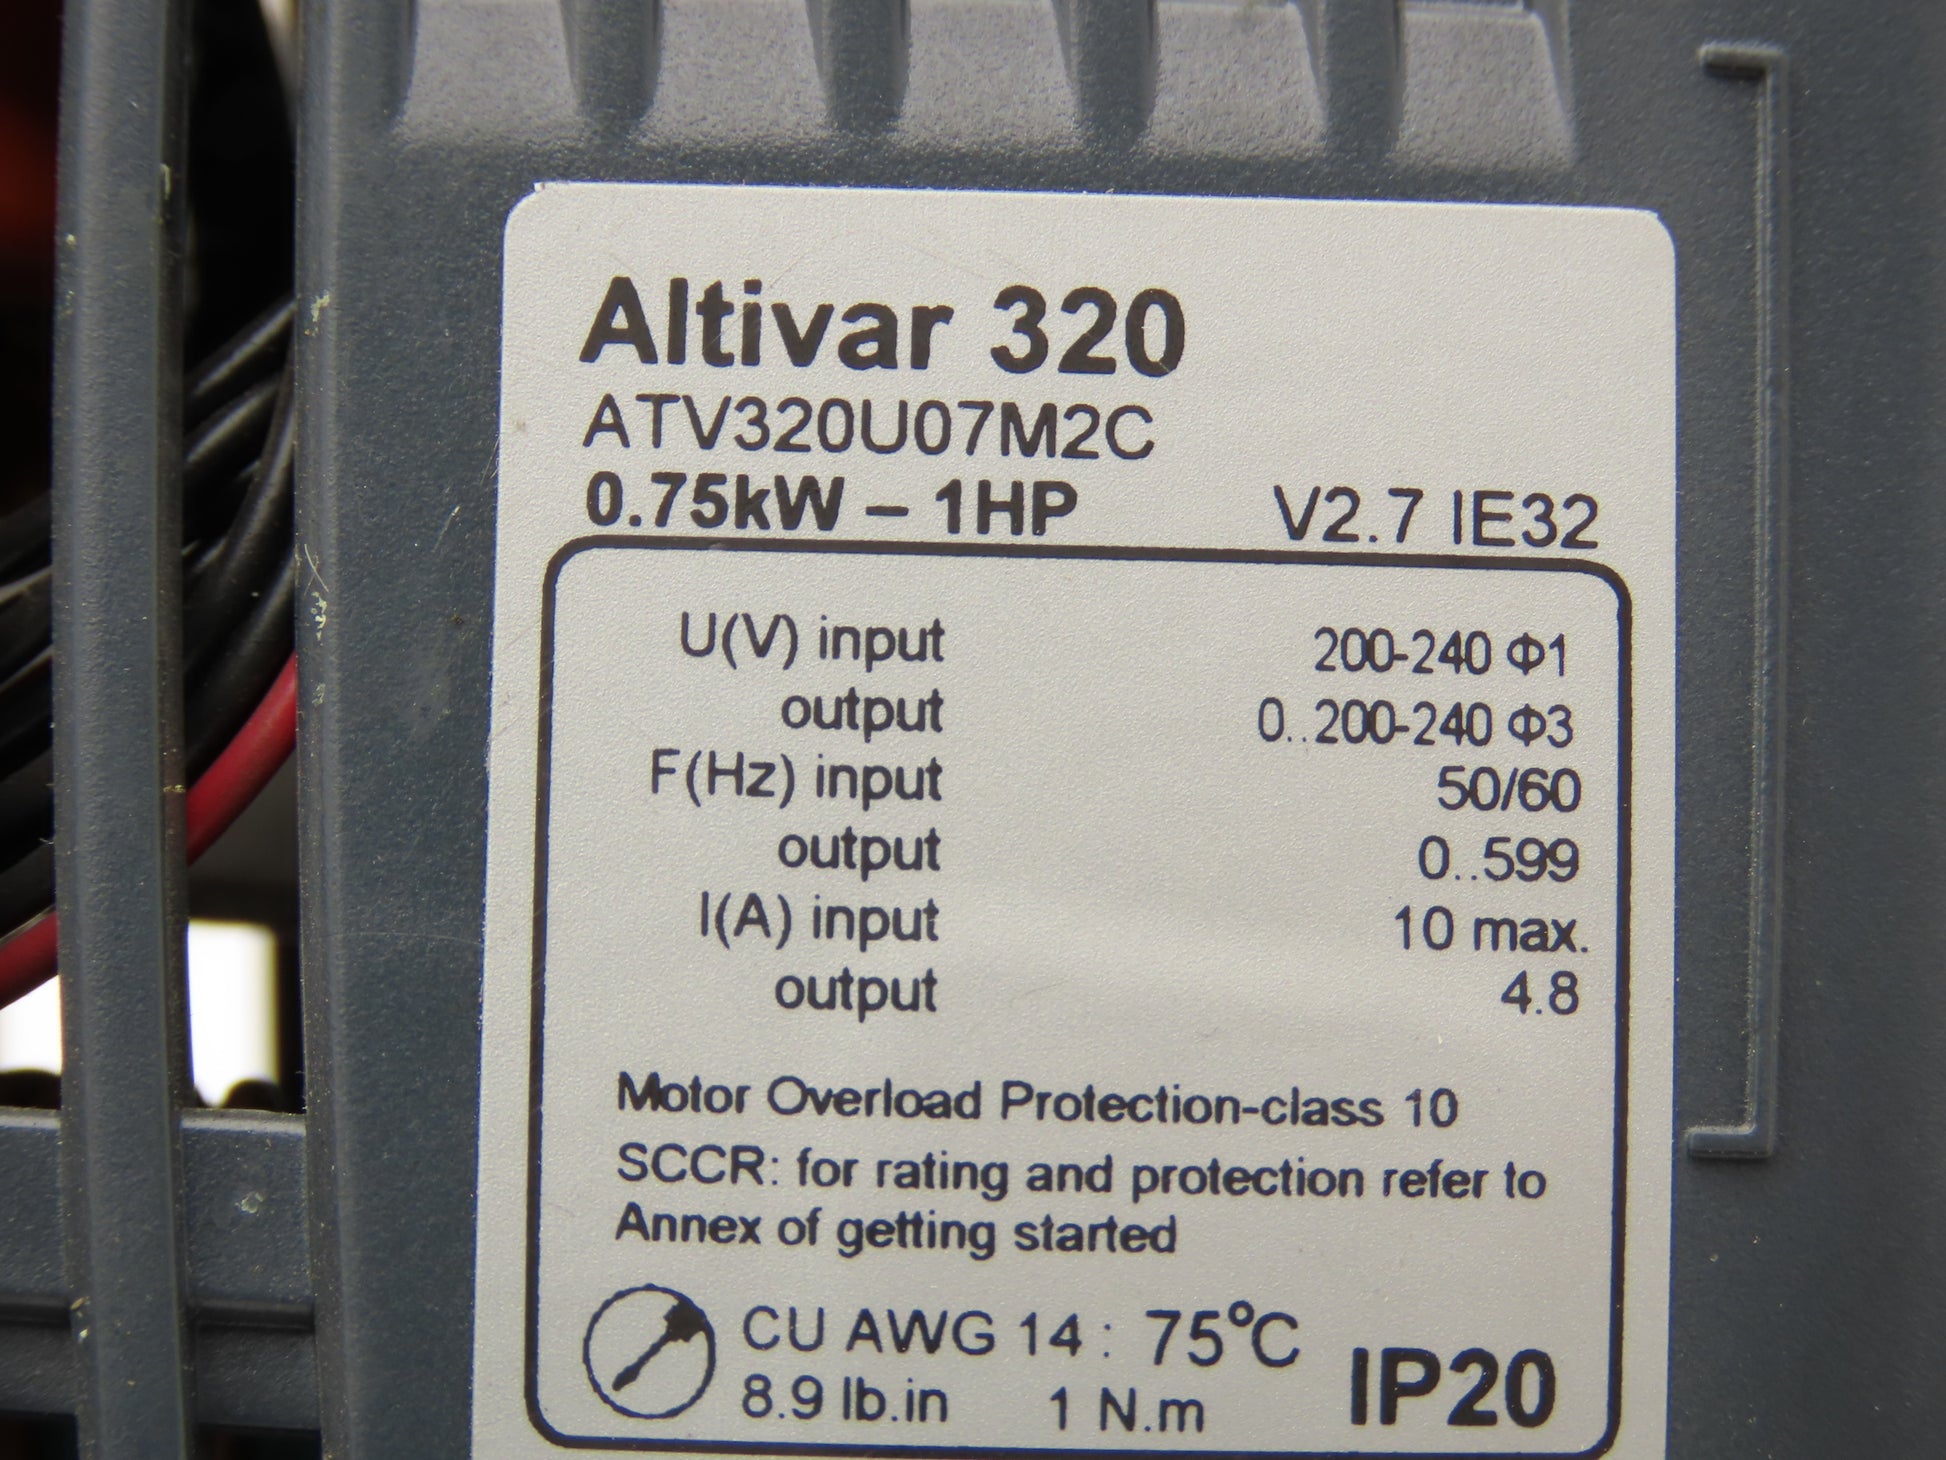 Altivar 320
ATV320U07M2C
0.75kW – 1HP V2.7 IE32
U(V) input 200-240 Φ1
output 0..200-240 Φ3
F(Hz) input 50/60
output 0..599
I(A) input 10 max.
output 4.8
Motor Overload Protection-class 10
SCCR: for rating and protection refer to
Annex of getting started
CU AWG 14 : 75°C
8.9 lb.in 1 N.m IP20